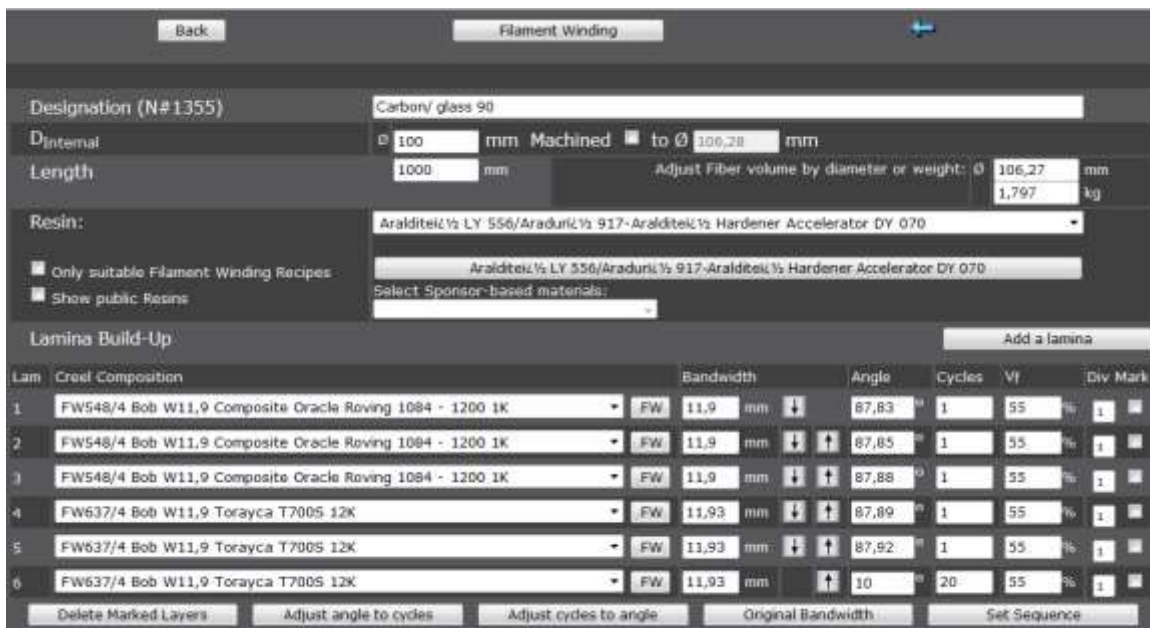 Back Filament Winding
Designation (N#1355) Carbon/ glass 90
DInternal Ø 100 mm Machined to Ø 106,28 mm
Length 1000 mm Adjust Fiber volume by diameter or weight: Ø 106,27 mm
1,797 kg
Resin: Aralditeï¿½ LY 556/Aradurï¿½ 917-Aralditeï¿½ Hardener Accelerator DY 070
Only suitable Filament Winding Recipes Aralditeï¿½ LY 556/Aradurï¿½ 917-Aralditeï¿½ Hardener Accelerator DY 070
Show public Resins Select Sponsor-based materials:
Lamina Build-Up Add a lamina
Lam Creel Composition Bandwidth Angle Cycles Vf Div Mark
1 FW548/4 Bob W11,9 Composite Oracle Roving 1084 - 1200 1K FW 11,9 mm ↓ 87,83 ° 1 55 % 1
2 FW548/4 Bob W11,9 Composite Oracle Roving 1084 - 1200 1K FW 11,9 mm ↓ ↑ 87,85 ° 1 55 % 1
3 FW548/4 Bob W11,9 Composite Oracle Roving 1084 - 1200 1K FW 11,9 mm ↓ ↑ 87,88 ° 1 55 % 1
4 FW637/4 Bob W11,93 Torayca T700S 12K FW 11,93 mm ↓ ↑ 87,89 ° 1 55 % 1
5 FW637/4 Bob W11,9 Torayca T700S 12K FW 11,93 mm ↓ ↑ 87,92 ° 1 55 % 1
6 FW637/4 Bob W11,9 Torayca T700S 12K FW 11,93 mm ↑ 10 ° 20 55 % 1
Delete Marked Layers Adjust angle to cycles Adjust cycles to angle Original Bandwidth Set Sequence